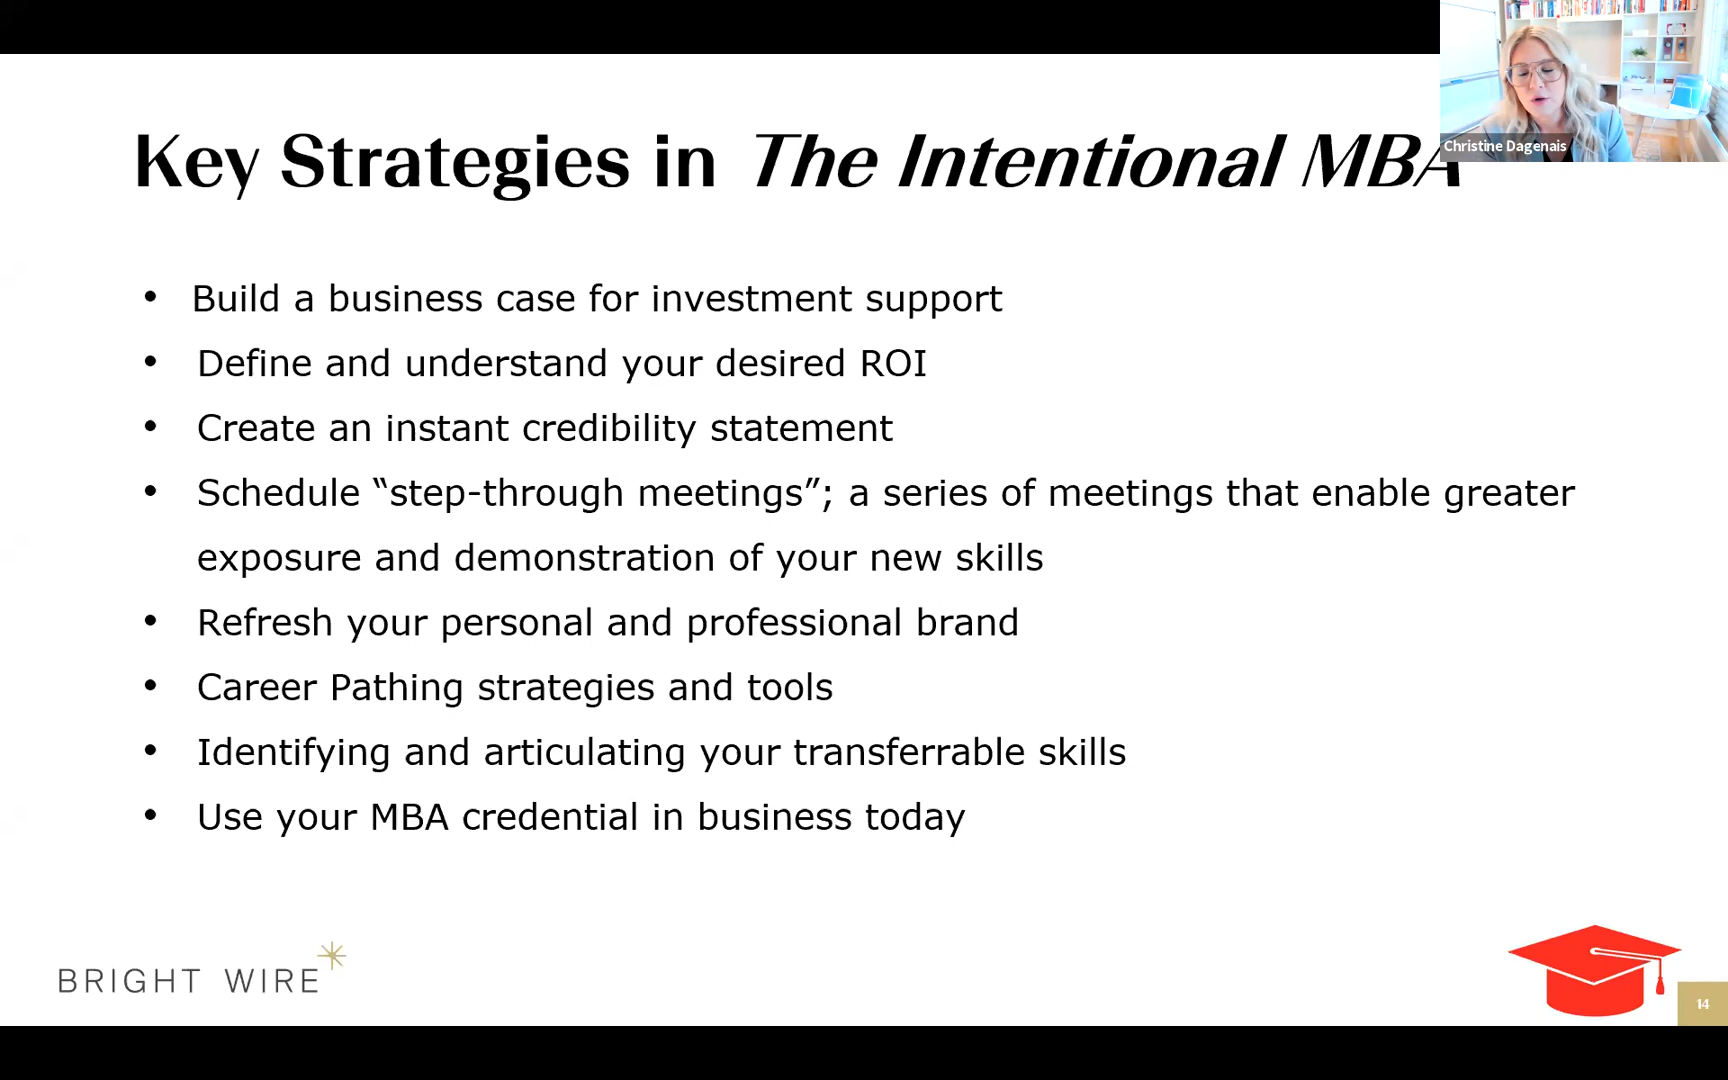 Key Strategies in The Intentional MBA
Christine Dagenais
• Build a business case for investment support
• Define and understand your desired ROI
• Create an instant credibility statement
• Schedule “step-through meetings”; a series of meetings that enable greater
exposure and demonstration of your new skills
• Refresh your personal and professional brand
• Career Pathing strategies and tools
• Identifying and articulating your transferrable skills
• Use your MBA credential in business today
BRIGHT WIRE
14